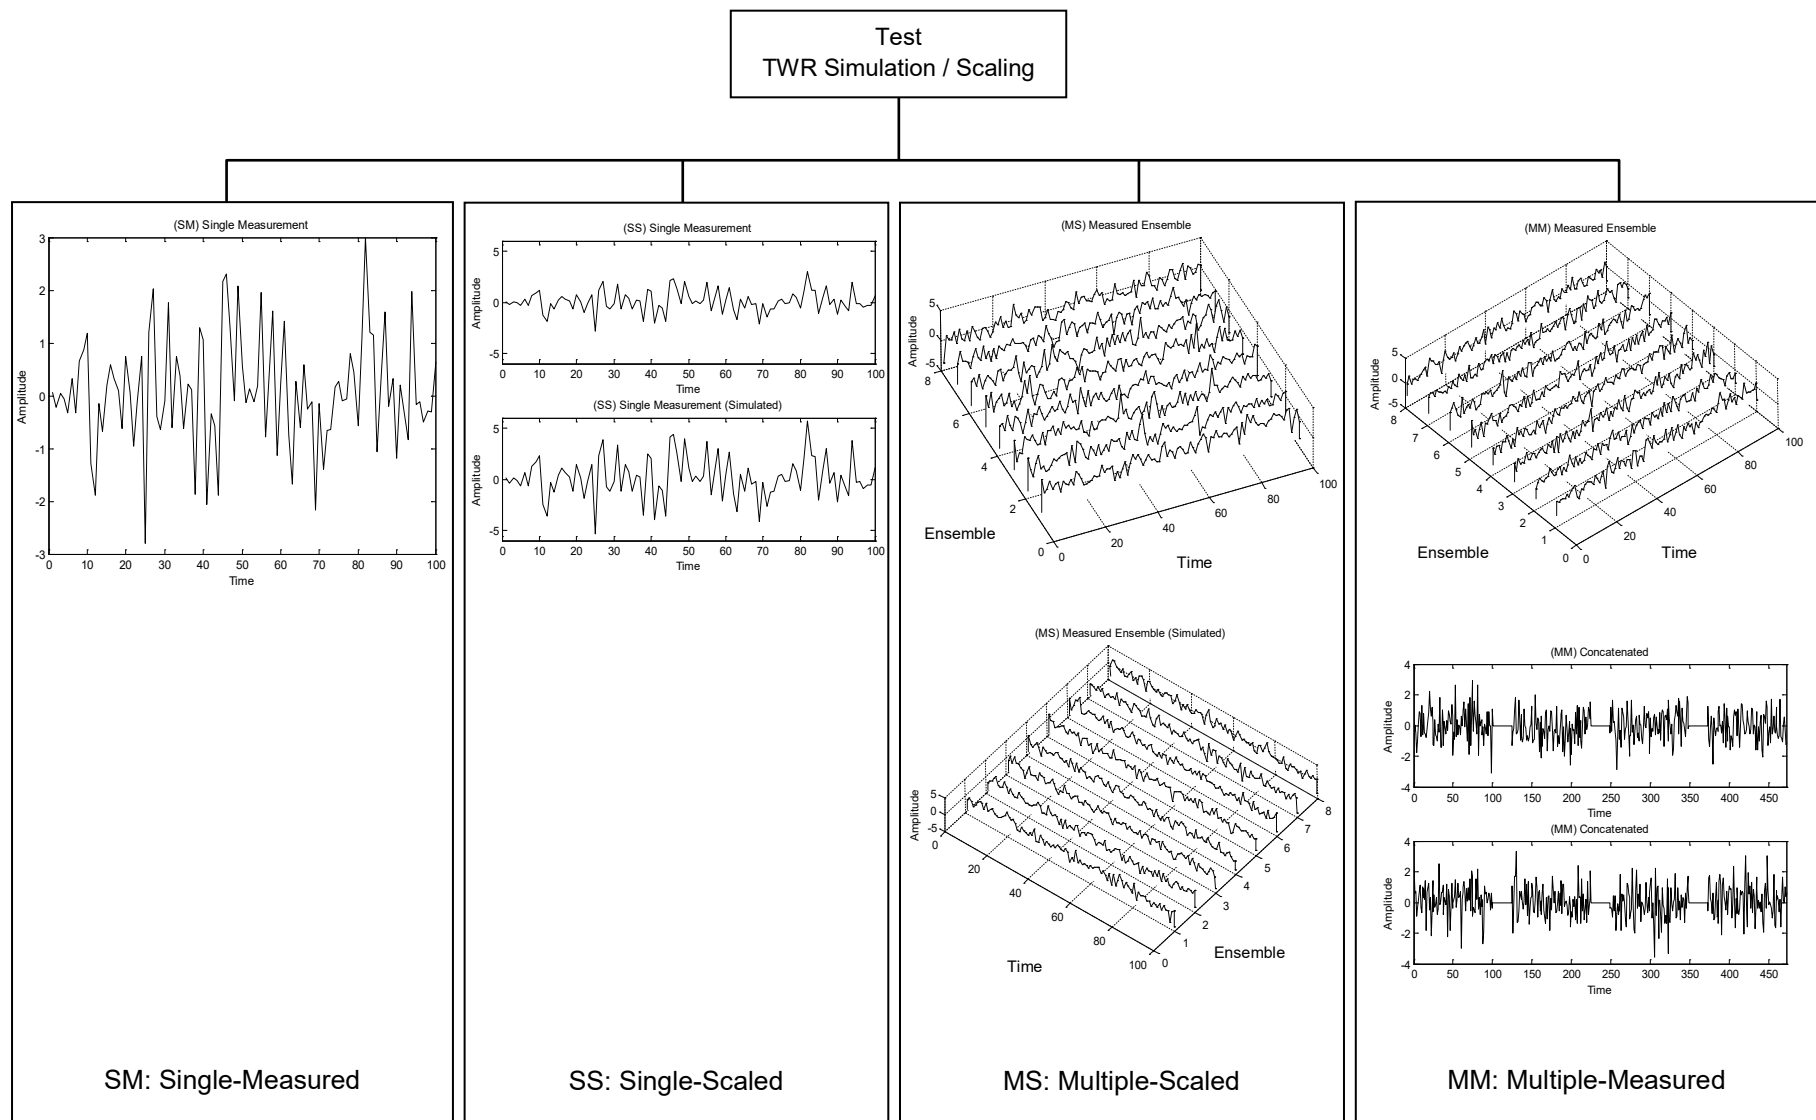 Test
TWR Simulation / Scaling
(SM) Single Measurement
3
2
1
0
-1
-2
-3
Amplitude
0 10 20 30 40 50 60 70 80 90 100
Time
SM: Single-Measured
(SS) Single Measurement
5
0
-5
Amplitude
0 10 20 30 40 50 60 70 80 90 100
Time
(SS) Single Measurement (Simulated)
5
0
-5
Amplitude
0 10 20 30 40 50 60 70 80 90 100
Time
SS: Single-Scaled
(MS) Measured Ensemble
5
0
-5
Amplitude
8
6
4
2
0
0
20
40
60
80
100
Ensemble
Time
(MS) Measured Ensemble (Simulated)
5
0
-5
Amplitude
0
20
40
60
80
100
0
1
2
3
4
5
6
7
8
Ensemble
Time
MS: Multiple-Scaled
(MM) Measured Ensemble
5
0
-5
Amplitude
8
7
6
5
4
3
2
1
0
0
20
40
60
80
100
Ensemble
Time
(MM) Concatenated
4
2
0
-2
-4
Amplitude
0 50 100 150 200 250 300 350 400 450
Time
(MM) Concatenated
4
2
0
-2
-4
Amplitude
0 50 100 150 200 250 300 350 400 450
Time
MM: Multiple-Measured